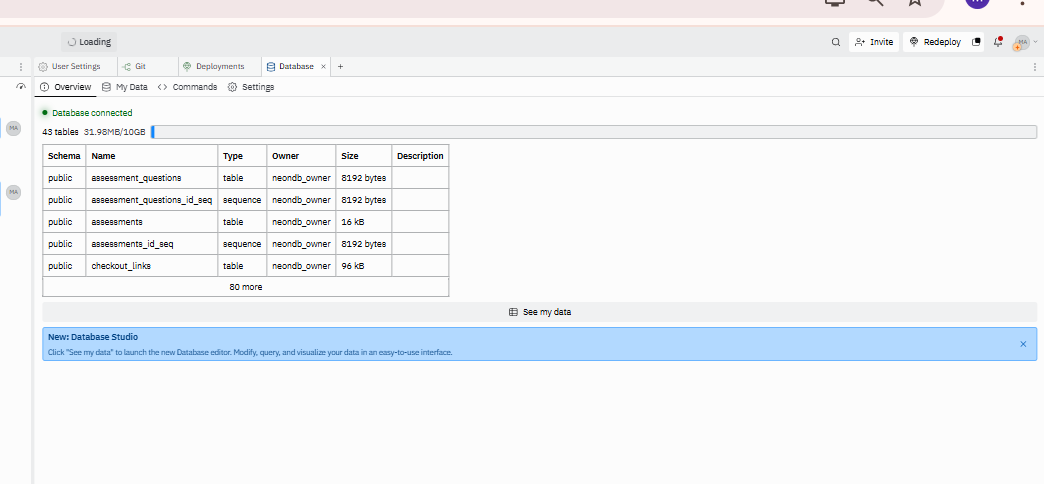 Loading
Invite
Redeploy
MA
User Settings
Git
Deployments
Database
Overview
My Data
Commands
Settings
Database connected
MA
43 tables 31.98MB/10GB
Schema Name Type Owner Size Description
public assessment_questions table neondb_owner 8192 bytes
MA
public assessment_questions_id_seq sequence neondb_owner 8192 bytes
public assessments table neondb_owner 16 kB
public assessments_id_seq sequence neondb_owner 8192 bytes
public checkout_links table neondb_owner 96 kB
80 more
See my data
New: Database Studio
Click "See my data" to launch the new Database editor. Modify, query, and visualize your data in an easy-to-use interface.